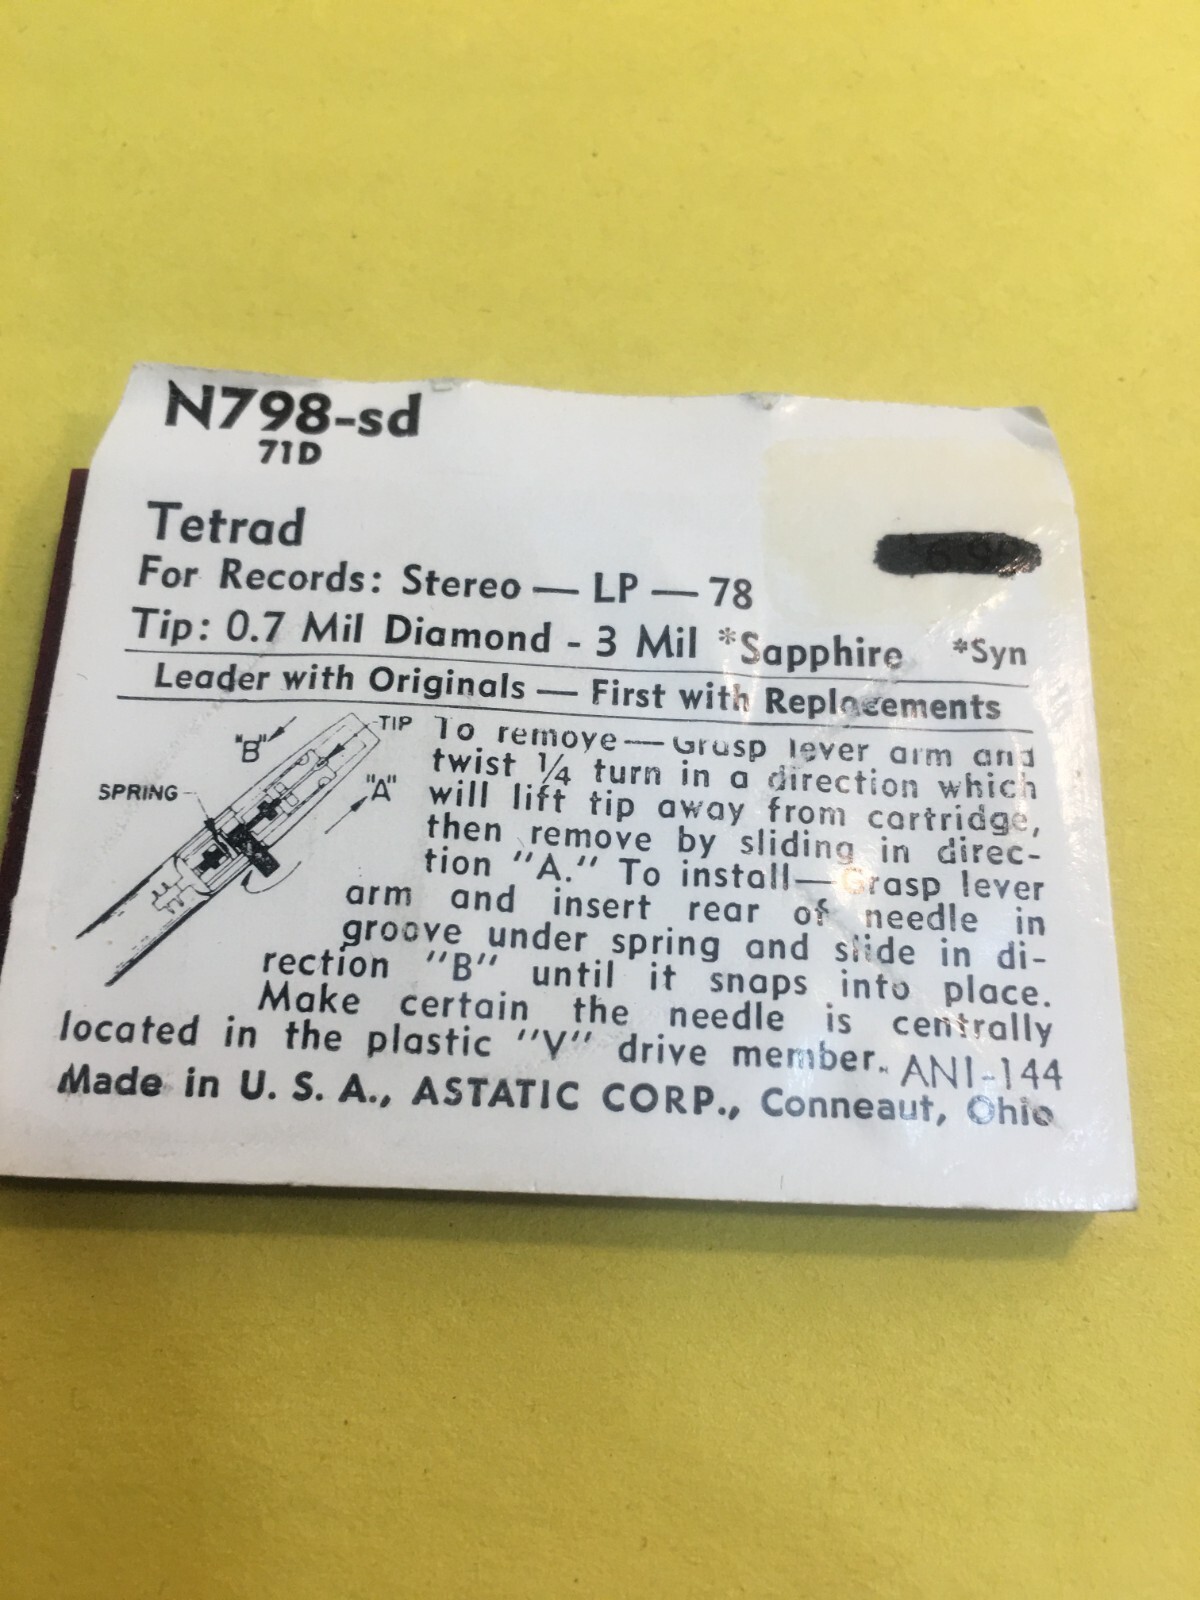 N798-sd
71D
Tetrad
For Records: Stereo — LP — 78
Tip: 0.7 Mil Diamond - 3 Mil *Sapphire *Syn
Leader with Originals — First with Replacements
"B"
TIP
"A"
SPRING
To remove — Grasp lever arm and
twist 1/4 turn in a direction which
will lift tip away from cartridge,
then remove by sliding in direc-
tion "A." To install — Grasp lever
arm and insert rear of needle in
groove under spring and slide in di-
rection "B" until it snaps into place.
Make certain the needle is centrally
located in the plastic "V" drive member. ANI-144
Made in U. S. A., ASTATIC CORP., Conneaut, Ohio